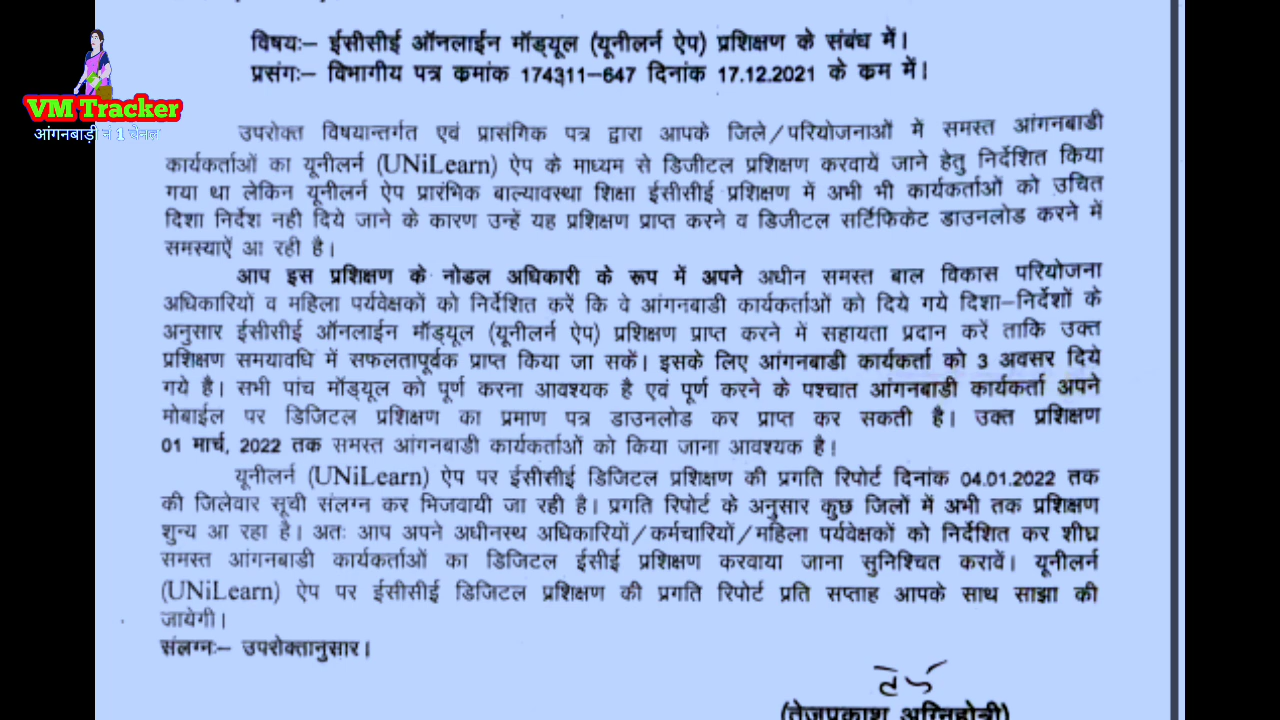 विषयः– ईसीसीई ऑनलाईन मॉड्यूल (यूनीलर्न ऐप) प्रशिक्षण के संबंध में।
प्रसंगः– विभागीय पत्र कमांक 174311–647 दिनांक 17.12.2021 के कम में।
VM Tracker
आंगनबाड़ी नं 1 चैनल
उपरोक्त विषयान्तर्गत एवं प्रासंगिक पत्र द्वारा आपके जिले/परियोजनाओं में समस्त आंगनबाडी
कार्यकर्ताओं का यूनीलर्न (UNiLearn) ऐप के माध्यम से डिजीटल प्रशिक्षण करवायें जाने हेतु निर्देशित किया
गया था लेकिन यूनीलर्न ऐप प्रारंभिक बाल्यावस्था शिक्षा ईसीसीई प्रशिक्षण में अभी भी कार्यकर्ताओं को उचित
दिशा निर्देश नही दिये जाने के कारण उन्हें यह प्रशिक्षण प्राप्त करने व डिजीटल सर्टिफिकेट डाउनलोड करने में
समस्याऐं आ रही है।
आप इस प्रशिक्षण के नोडल अधिकारी के रूप में अपने अधीन समस्त बाल विकास परियोजना
अधिकारियों व महिला पर्यवेक्षकों को निर्देशित करें कि वे आंगनबाडी कार्यकर्ताओं को दिये गये दिशा–निर्देशों के
अनुसार ईसीसीई ऑनलाईन मॉड्यूल (यूनीलर्न ऐप) प्रशिक्षण प्राप्त करने में सहायता प्रदान करें ताकि उक्त
प्रशिक्षण समयावधि में सफलतापूर्वक प्राप्त किया जा सकें। इसके लिए आंगनबाडी कार्यकर्ता को 3 अवसर दिये
गये है। सभी पांच मॉड्यूल को पूर्ण करना आवश्यक है एवं पूर्ण करने के पश्चात आंगनबाडी कार्यकर्ता अपने
मोबाईल पर डिजिटल प्रशिक्षण का प्रमाण पत्र डाउनलोड कर प्राप्त कर सकती है। उक्त प्रशिक्षण
01 मार्च, 2022 तक समस्त आंगनबाडी कार्यकर्ताओं को किया जाना आवश्यक है।
यूनीलर्न (UNiLearn) ऐप पर ईसीसीई डिजिटल प्रशिक्षण की प्रगति रिपोर्ट दिनांक 04.01.2022 तक
की जिलेवार सूची संलग्न कर भिजवायी जा रही है। प्रगति रिपोर्ट के अनुसार कुछ जिलों में अभी तक प्रशिक्षण
शुन्य आ रहा है। अतः आप अपने अधीनस्थ अधिकारियों/कर्मचारियों/महिला पर्यवेक्षकों को निर्देशित कर शीघ्र
समस्त आंगनबाडी कार्यकर्ताओं का डिजिटल ईसीई प्रशिक्षण करवाया जाना सुनिश्चित करावें। यूनीलर्न
(UNiLearn) ऐप पर ईसीसीई डिजिटल प्रशिक्षण की प्रगति रिपोर्ट प्रति सप्ताह आपके साथ साझा की
जायेगी।
संलग्नः– उपरोक्तानुसार।
(तेजप्रकाश अग्निहोत्री)